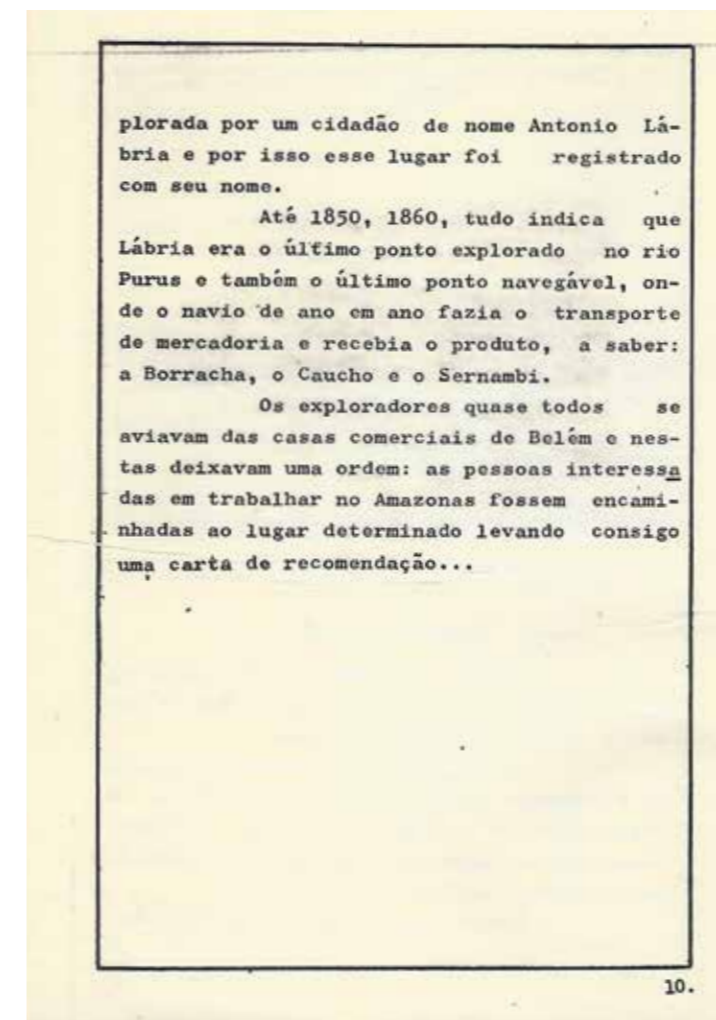 plorada por um cidadão de nome Antonio Lá-
bria e por isso esse lugar foi registrado
com seu nome.
Até 1850, 1860, tudo indica que
Lábria era o último ponto explorado no rio
Purus e também o último ponto navegável, on-
de o navio de ano em ano fazia o transporte
de mercadoria e recebia o produto, a saber:
a Borracha, o Caucho e o Sernambi.
Os exploradores quase todos se
aviavam das casas comerciais de Belém e nes-
tas deixavam uma ordem: as pessoas interessa
das em trabalhar no Amazonas fossem encami-
nhadas ao lugar determinado levando consigo
uma carta de recomendação...
10.